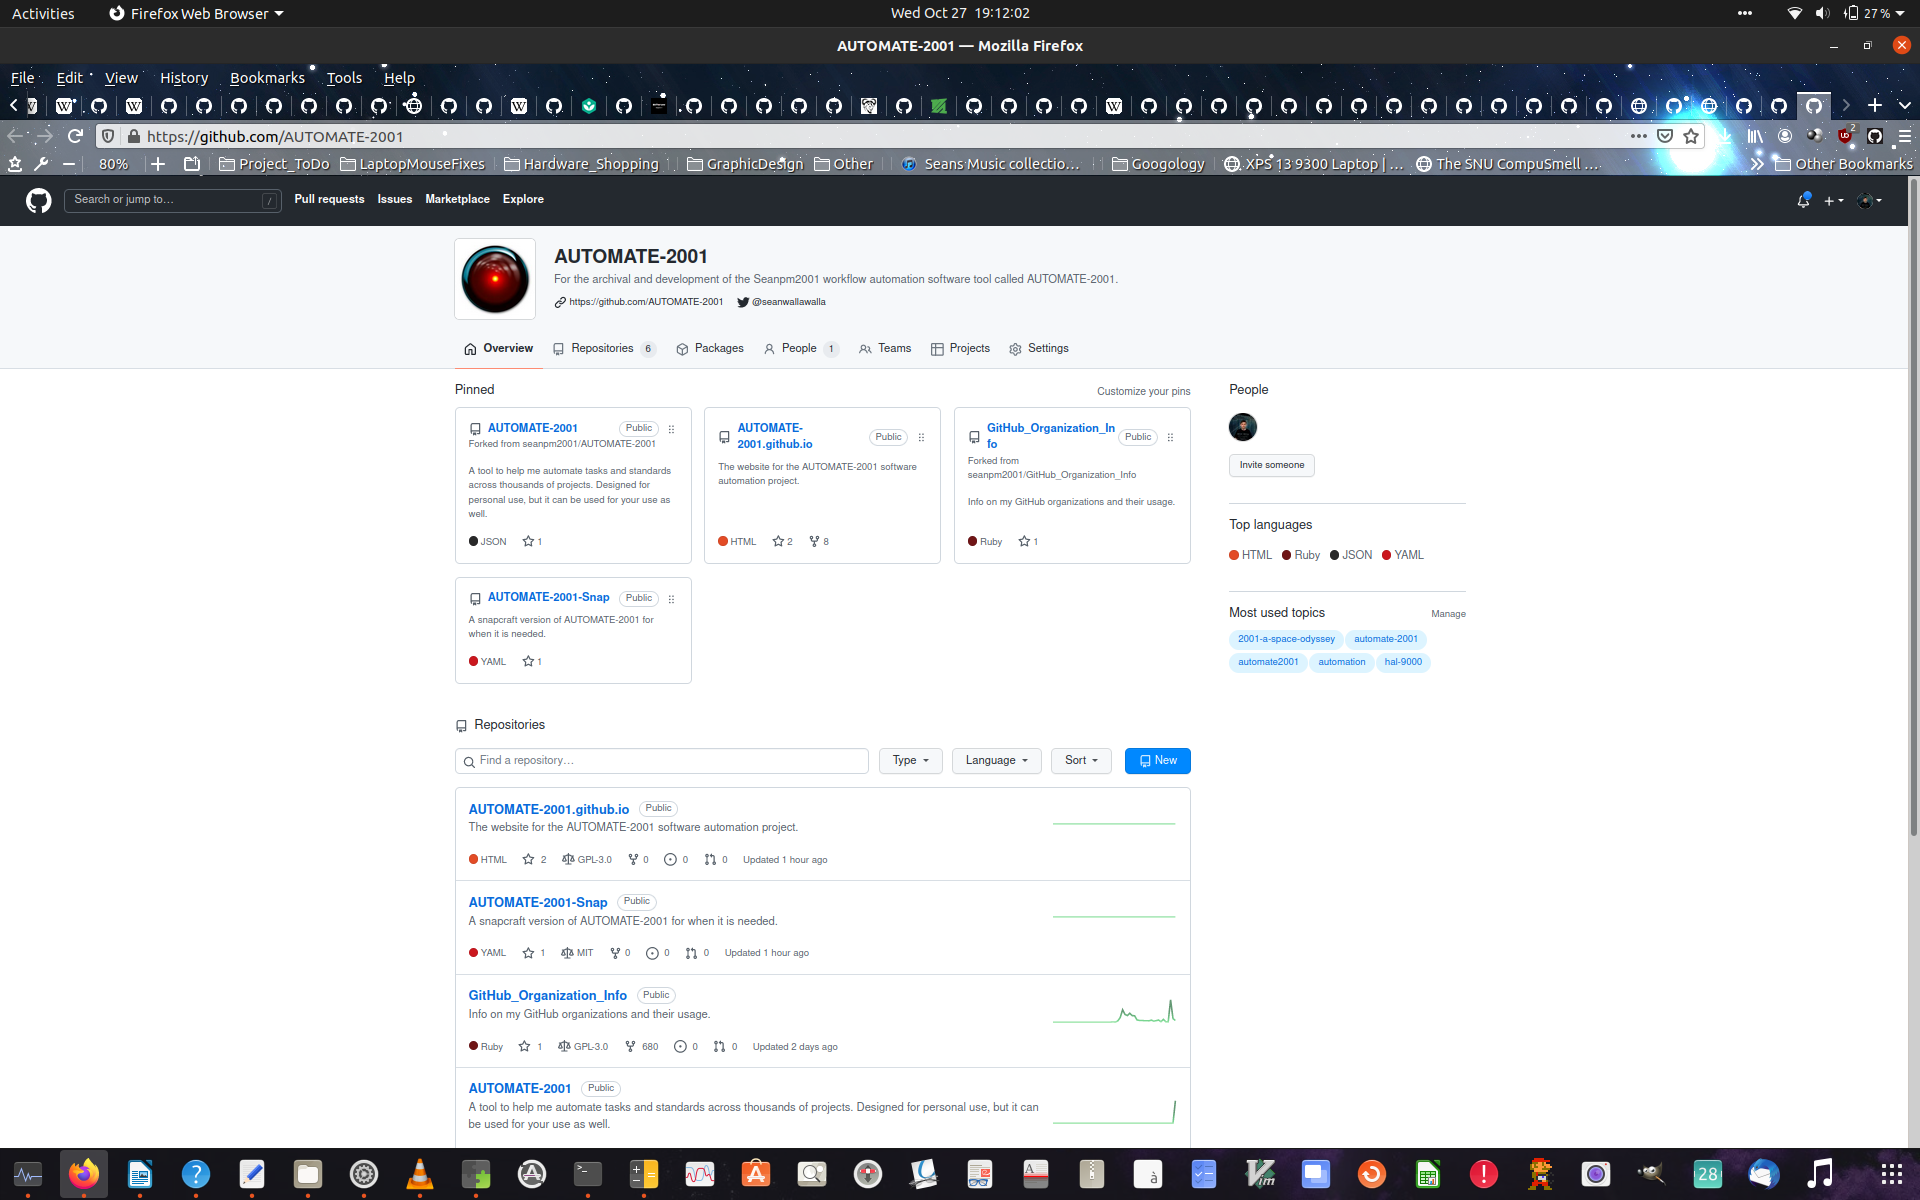 Activities Firefox Web Browser Wed Oct 27 19:12:02 27 %
AUTOMATE-2001 — Mozilla Firefox
File Edit View History Bookmarks Tools Help
https://github.com/AUTOMATE-2001
80% Project_ToDo LaptopMouseFixes Hardware_Shopping GraphicDesign Other Seans Music collectio… Googology XPS 13 9300 Laptop | … The SNU CompuSmell … Other Bookmarks
Search or jump to… / Pull requests Issues Marketplace Explore
AUTOMATE-2001
For the archival and development of the Seanpm2001 workflow automation software tool called AUTOMATE-2001.
https://github.com/AUTOMATE-2001 @seanwallawalla
Overview Repositories 6 Packages People 1 Teams Projects Settings
Pinned Customize your pins
AUTOMATE-2001 Public
Forked from seanpm2001/AUTOMATE-2001
A tool to help me automate tasks and standards
across thousands of projects. Designed for
personal use, but it can be used for your use as
well.
JSON 1
AUTOMATE-
2001.github.io Public
The website for the AUTOMATE-2001 software
automation project.
HTML 2 8
GitHub_Organization_In
fo Public
Forked from
seanpm2001/GitHub_Organization_Info
Info on my GitHub organizations and their usage.
Ruby 1
AUTOMATE-2001-Snap Public
A snapcraft version of AUTOMATE-2001 for
when it is needed.
YAML 1
People
Invite someone
Top languages
HTML Ruby JSON YAML
Most used topics Manage
2001-a-space-odyssey automate-2001
automate2001 automation hal-9000
Repositories
Find a repository… Type Language Sort New
AUTOMATE-2001.github.io Public
The website for the AUTOMATE-2001 software automation project.
HTML 2 GPL-3.0 0 0 0 Updated 1 hour ago
AUTOMATE-2001-Snap Public
A snapcraft version of AUTOMATE-2001 for when it is needed.
YAML 1 MIT 0 0 0 Updated 1 hour ago
GitHub_Organization_Info Public
Info on my GitHub organizations and their usage.
Ruby 1 GPL-3.0 680 0 0 Updated 2 days ago
AUTOMATE-2001 Public
A tool to help me automate tasks and standards across thousands of projects. Designed for personal use, but it can
be used for your use as well.
28